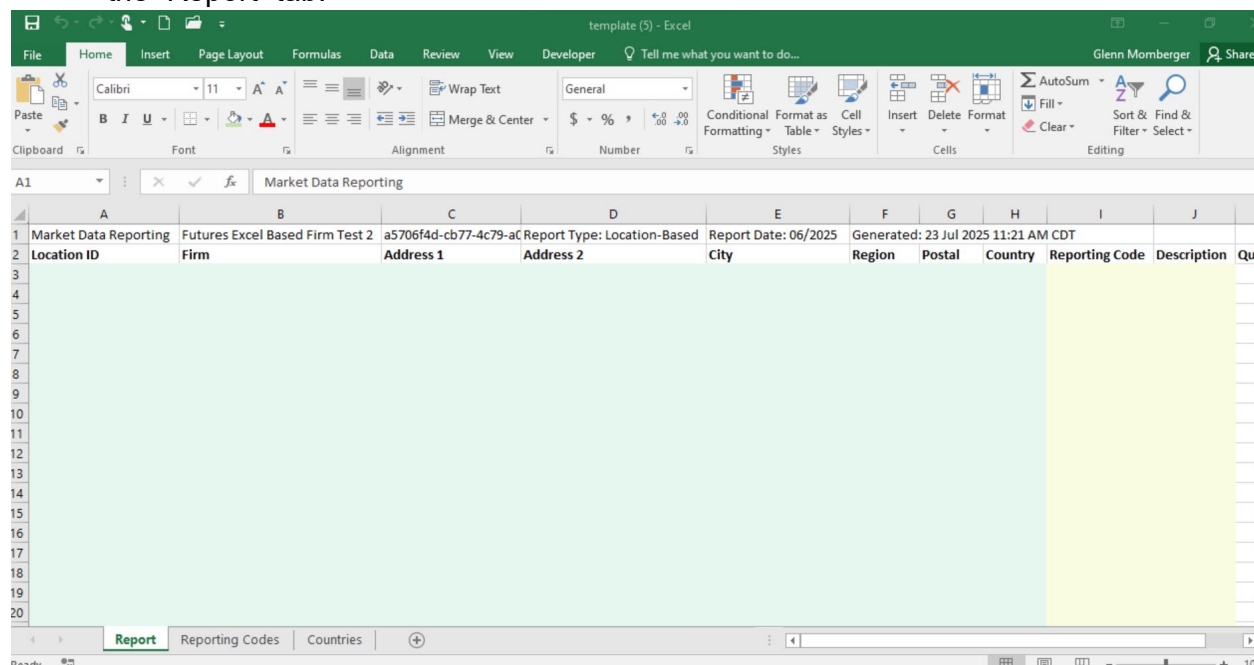 the "Report" tab.
template (5) - Excel
File Home Insert Page Layout Formulas Data Review View Developer Tell me what you want to do... Glenn Momberger Share
Paste
Clipboard
Calibri 11 A A
B I U A
Font
Wrap Text
Merge & Center
Alignment
General
$ % , .0 .00 .00 .0
Number
Conditional Formatting
Format as Table
Cell Styles
Styles
Insert Delete Format
Cells
AutoSum
Fill
Clear
Sort & Filter
Find & Select
Editing
A1 fx Market Data Reporting
A B C D E F G H I J
1 Market Data Reporting Futures Excel Based Firm Test 2 a5706f4d-cb77-4c79-a0 Report Type: Location-Based Report Date: 06/2025 Generated: 23 Jul 2025 11:21 AM CDT
2 Location ID Firm Address 1 Address 2 City Region Postal Country Reporting Code Description Qu
3
4
5
6
7
8
9
10
11
12
13
14
15
16
17
18
19
20
Report Reporting Codes Countries